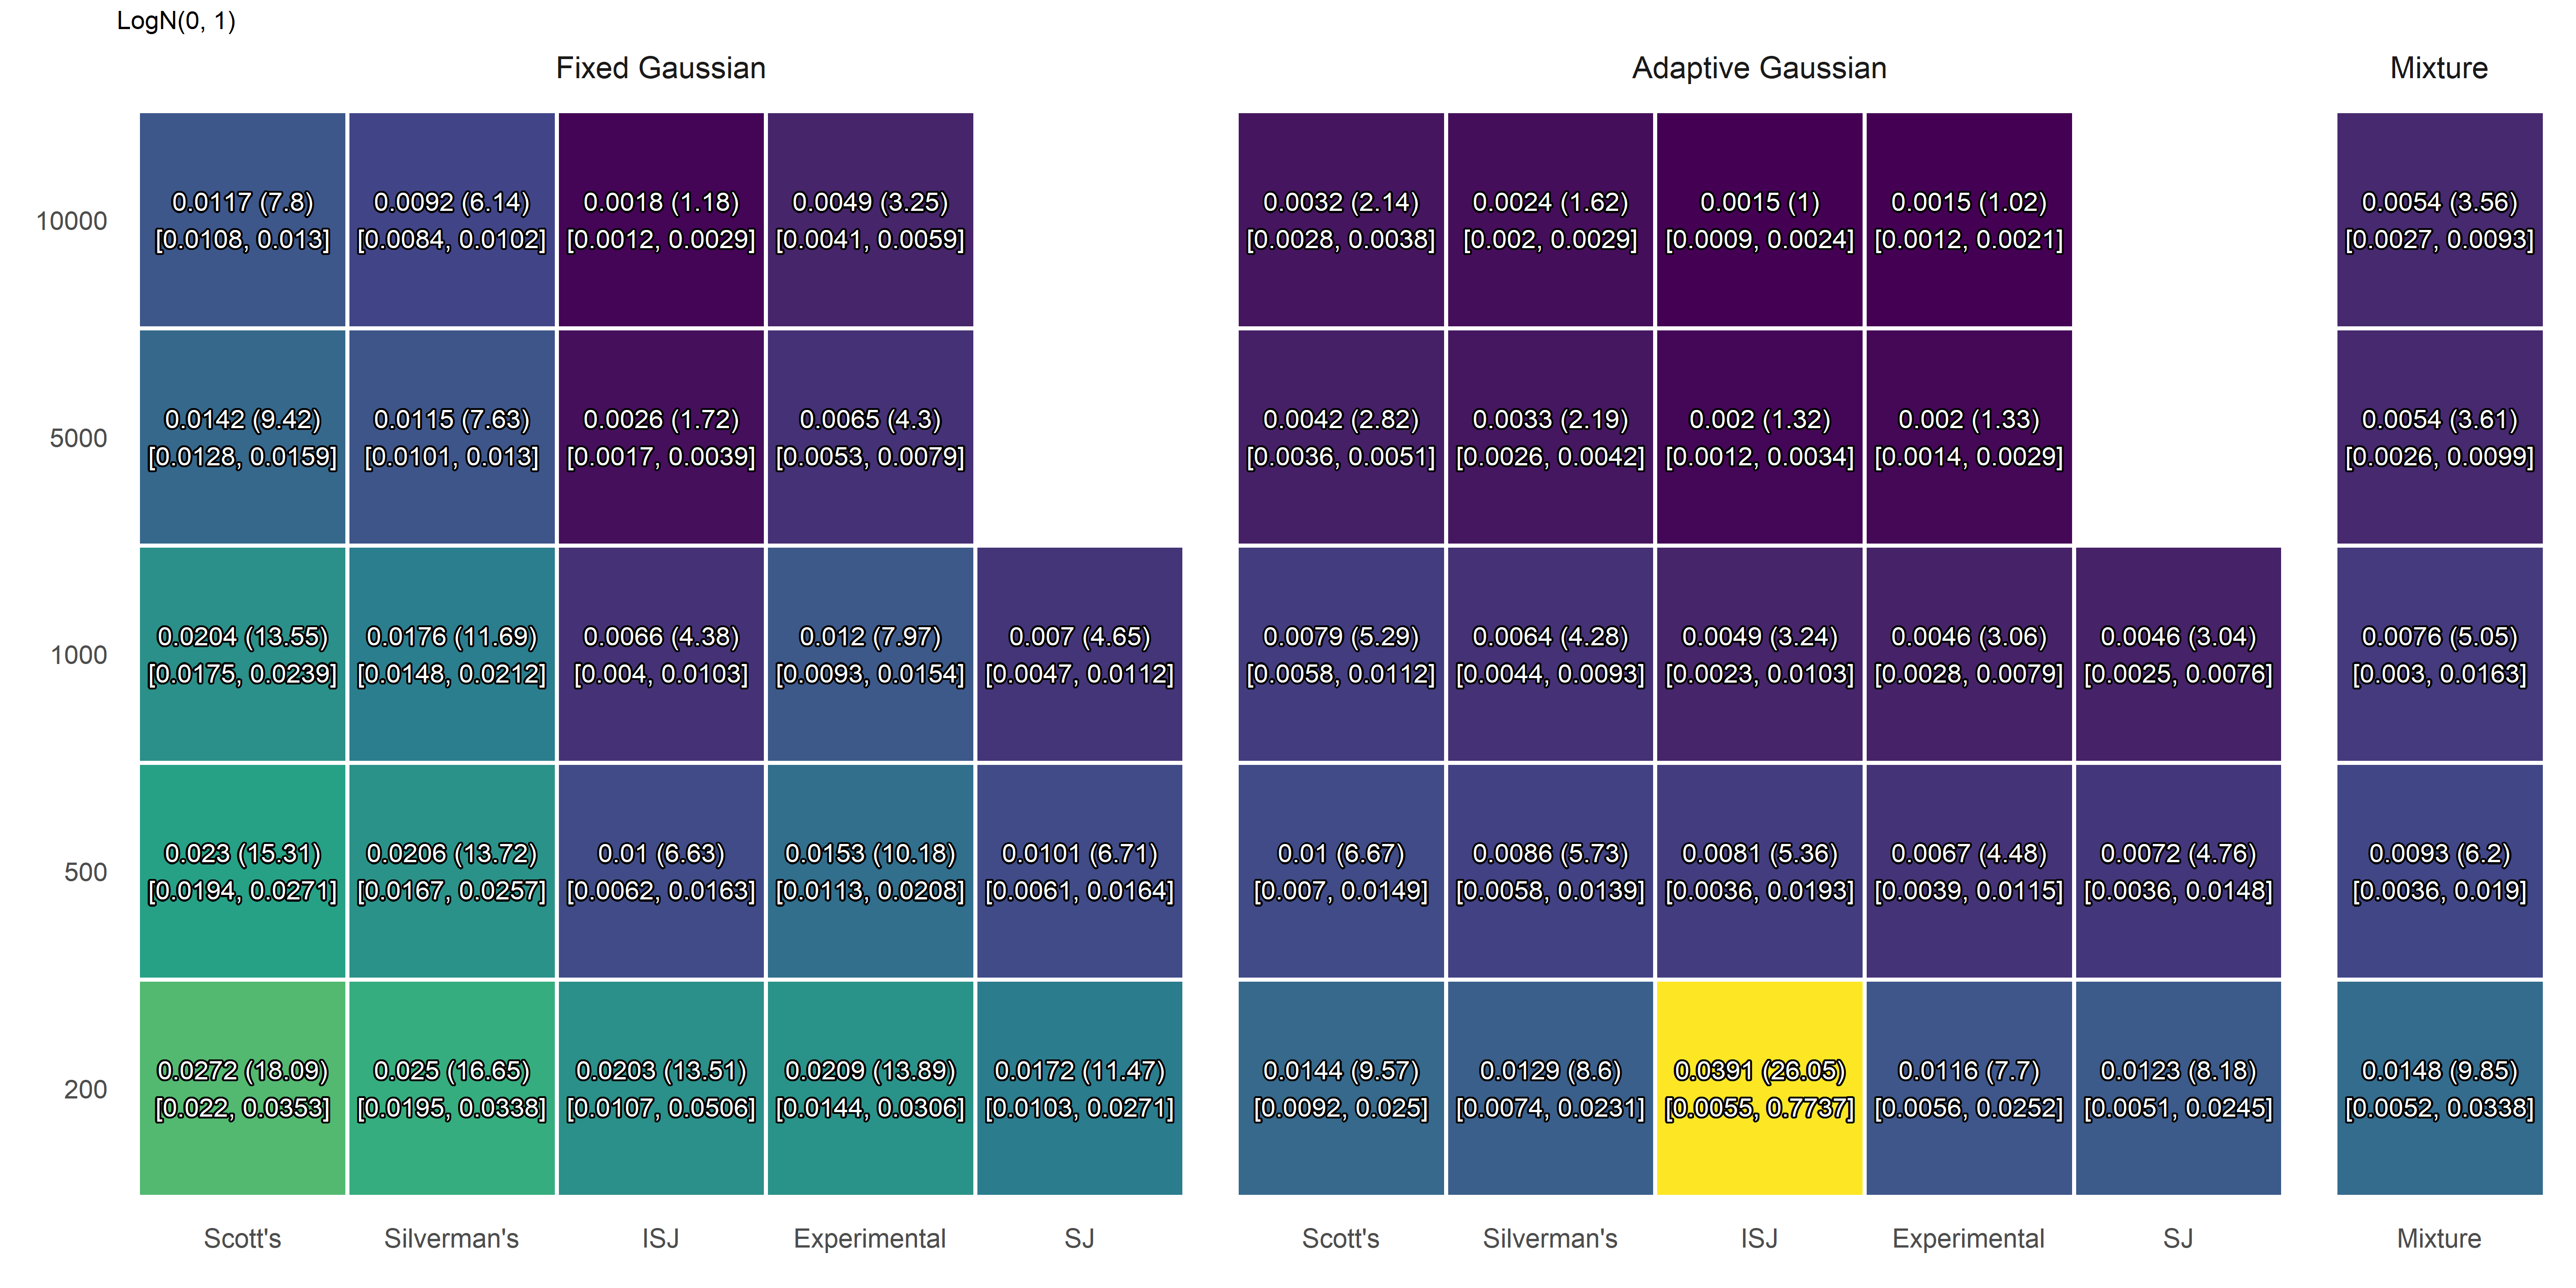 LogN(0, 1)
Fixed Gaussian Adaptive Gaussian Mixture
10000 0.0117 (7.8) 0.0092 (6.14) 0.0018 (1.18) 0.0049 (3.25) 0.0032 (2.14) 0.0024 (1.62) 0.0015 (1) 0.0015 (1.02) 0.0054 (3.56)
[0.0108, 0.013] [0.0084, 0.0102] [0.0012, 0.0029] [0.0041, 0.0059] [0.0028, 0.0038] [0.002, 0.0029] [0.0009, 0.0024] [0.0012, 0.0021] [0.0027, 0.0093]
5000 0.0142 (9.42) 0.0115 (7.63) 0.0026 (1.72) 0.0065 (4.3) 0.0042 (2.82) 0.0033 (2.19) 0.002 (1.32) 0.002 (1.33) 0.0054 (3.61)
[0.0128, 0.0159] [0.0101, 0.013] [0.0017, 0.0039] [0.0053, 0.0079] [0.0036, 0.0051] [0.0026, 0.0042] [0.0012, 0.0034] [0.0014, 0.0029] [0.0026, 0.0099]
1000 0.0204 (13.55) 0.0176 (11.69) 0.0066 (4.38) 0.012 (7.97) 0.007 (4.65) 0.0079 (5.29) 0.0064 (4.28) 0.0049 (3.24) 0.0046 (3.06) 0.0046 (3.04) 0.0076 (5.05)
[0.0175, 0.0239] [0.0148, 0.0212] [0.004, 0.0103] [0.0093, 0.0154] [0.0047, 0.0112] [0.0058, 0.0112] [0.0044, 0.0093] [0.0023, 0.0103] [0.0028, 0.0079] [0.0025, 0.0076] [0.003, 0.0163]
500 0.023 (15.31) 0.0206 (13.72) 0.01 (6.63) 0.0153 (10.18) 0.0101 (6.71) 0.01 (6.67) 0.0086 (5.73) 0.0081 (5.36) 0.0067 (4.48) 0.0072 (4.76) 0.0093 (6.2)
[0.0194, 0.0271] [0.0167, 0.0257] [0.0062, 0.0163] [0.0113, 0.0208] [0.0061, 0.0164] [0.007, 0.0149] [0.0058, 0.0139] [0.0036, 0.0193] [0.0039, 0.0115] [0.0036, 0.0148] [0.0036, 0.019]
200 0.0272 (18.09) 0.025 (16.65) 0.0203 (13.51) 0.0209 (13.89) 0.0172 (11.47) 0.0144 (9.57) 0.0129 (8.6) 0.0391 (26.05) 0.0116 (7.7) 0.0123 (8.18) 0.0148 (9.85)
[0.022, 0.0353] [0.0195, 0.0338] [0.0107, 0.0506] [0.0144, 0.0306] [0.0103, 0.0271] [0.0092, 0.025] [0.0074, 0.0231] [0.0055, 0.7737] [0.0056, 0.0252] [0.0051, 0.0245] [0.0052, 0.0338]
Scott's Silverman's ISJ Experimental SJ Scott's Silverman's ISJ Experimental SJ Mixture